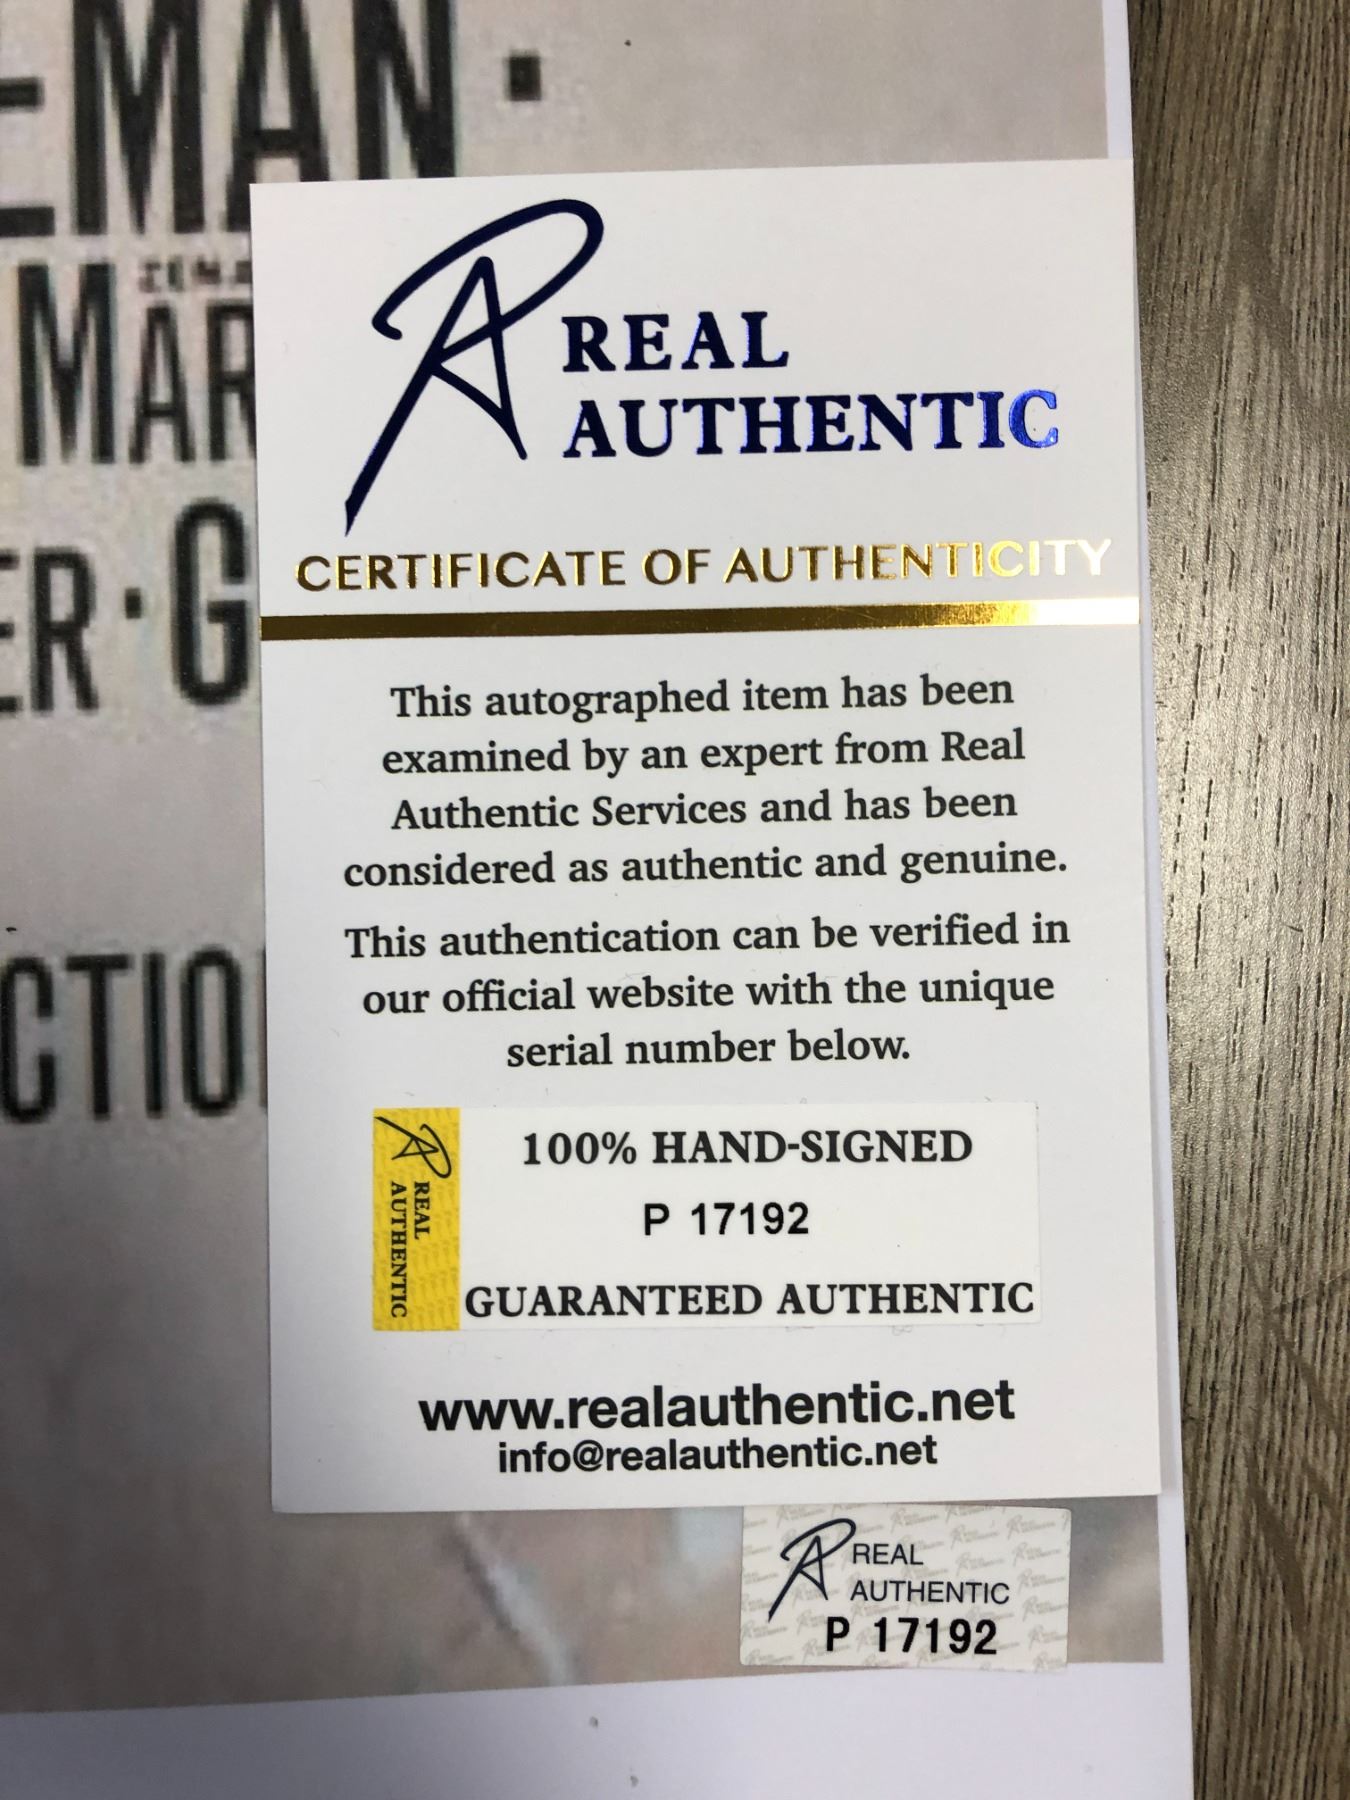 EMAN·
MÄR
ER·G
CTIO
REAL
AUTHENTIC
CERTIFICATE OF AUTHENTICITY
This autographed item has been
examined by an expert from Real
Authentic Services and has been
considered as authentic and genuine.
This authentication can be verified in
our official website with the unique
serial number below.
REAL
AUTHENTIC
100% HAND-SIGNED
P 17192
GUARANTEED AUTHENTIC
www.realauthentic.net
info@realauthentic.net
REAL
AUTHENTIC
P 17192